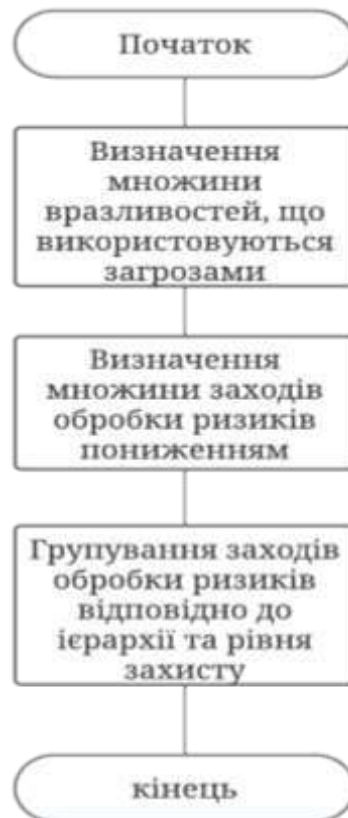 Початок
Визначення
множини
вразливостей, що
використовуються
загрозами
Визначення
множини заходів
обробки ризиків
пониженням
Групування заходів
обробки ризиків
відповідно до
ієрархії та рівня
захисту
кінець